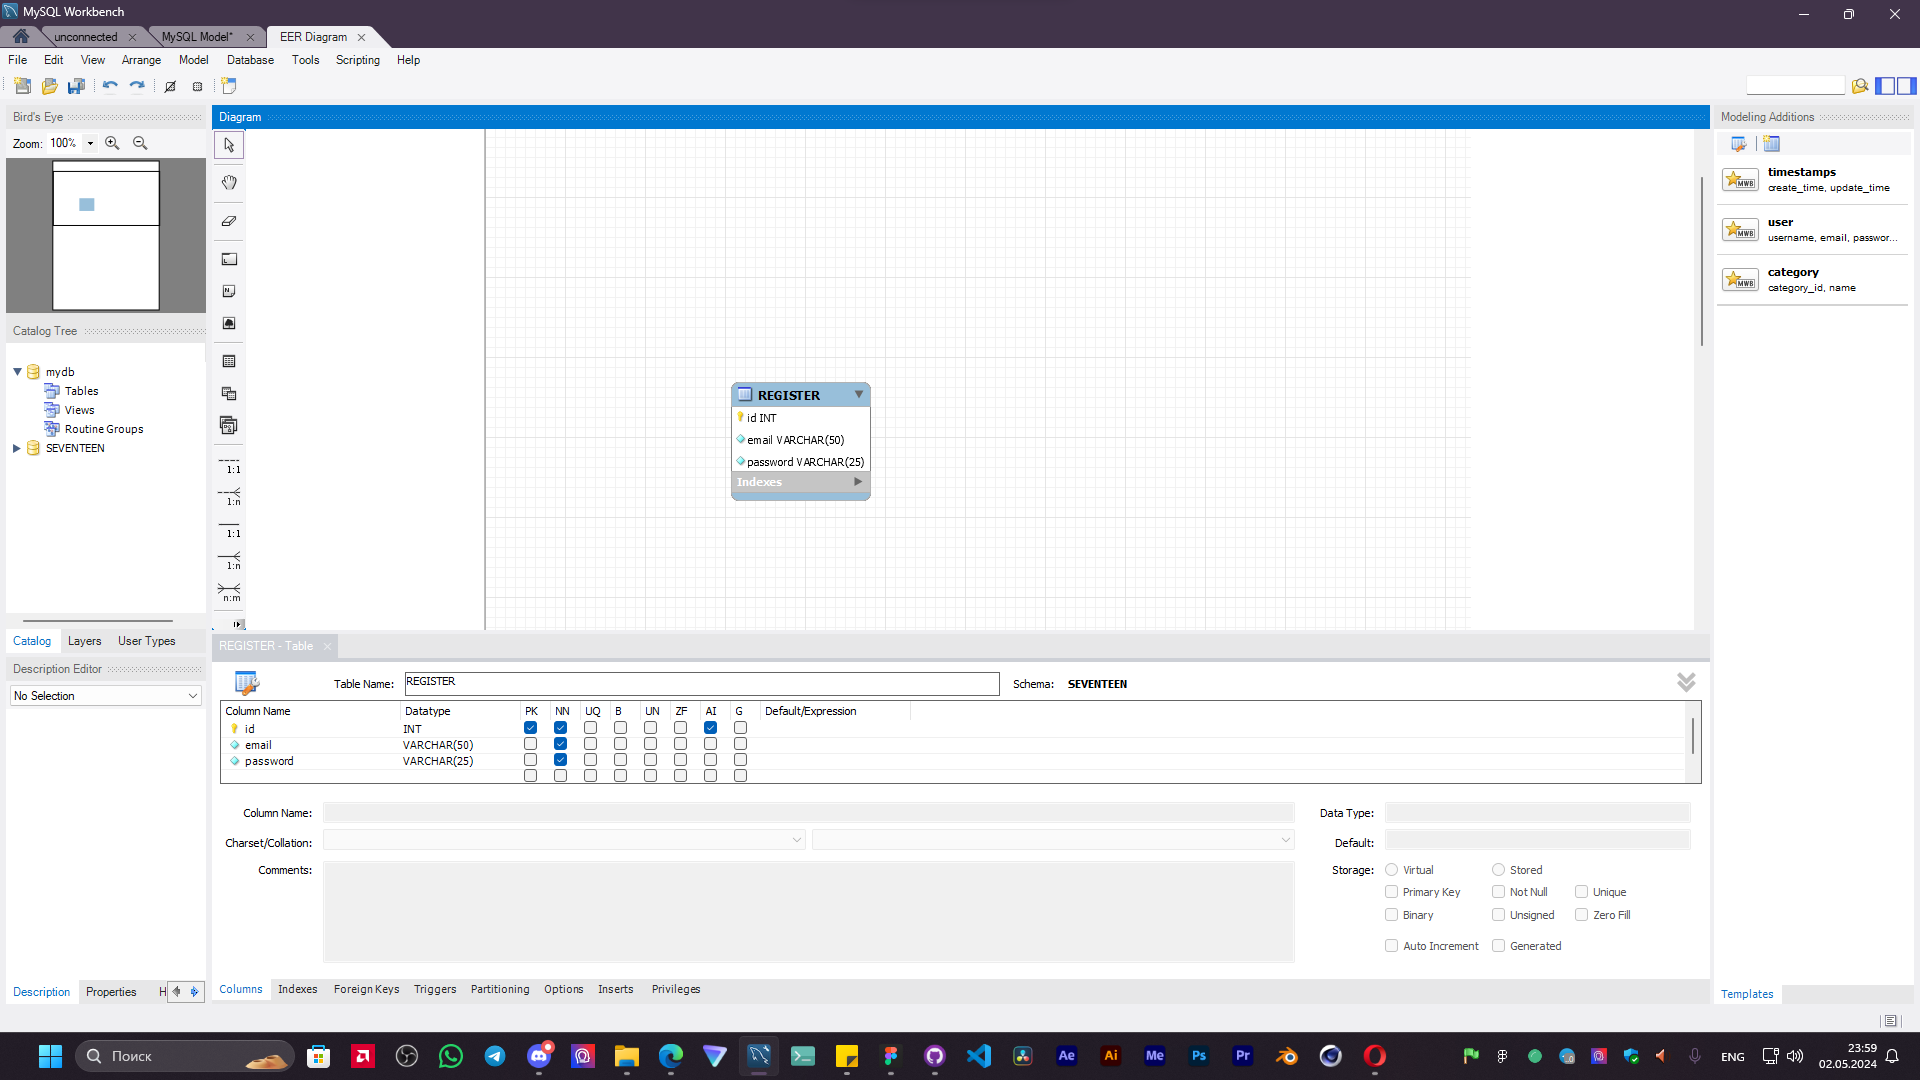 MySQL Workbench
unconnected
MySQL Model*
EER Diagram
File Edit View Arrange Model Database Tools Scripting Help
Bird's Eye
Zoom: 100%
Catalog Tree
mydb
Tables
Views
Routine Groups
SEVENTEEN
Catalog Layers User Types
Description Editor
No Selection
Description Properties H
Diagram
1:1
1:n
1:1
1:n
n:m
REGISTER
id INT
email VARCHAR(50)
password VARCHAR(25)
Indexes
Modeling Additions
timestamps
create_time, update_time
user
username, email, passwor...
category
category_id, name
Templates
REGISTER - Table
Table Name: REGISTER Schema: SEVENTEEN
Column Name Datatype PK NN UQ B UN ZF AI G Default/Expression
id INT
email VARCHAR(50)
password VARCHAR(25)
Column Name: Data Type:
Charset/Collation: Default:
Comments: Storage: Virtual Stored
Primary Key Not Null Unique
Binary Unsigned Zero Fill
Auto Increment Generated
Columns Indexes Foreign Keys Triggers Partitioning Options Inserts Privileges
Поиск
Ae Ai Me Ps Pr
ENG
23:59
02.05.2024